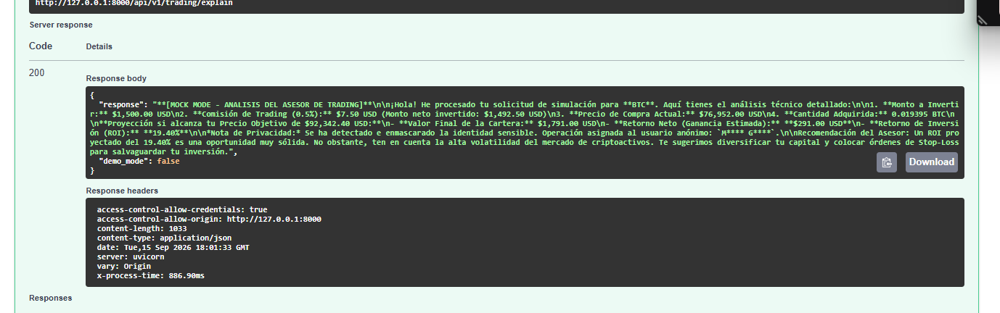 http://127.0.0.1:8000/api/v1/trading/explain
Server response
Code Details
200
Response body
{
"response": "**[MOCK MODE - ANALISIS DEL ASESOR DE TRADING]**\n\n¡Hola! He procesado tu solicitud de simulación para **BTC**. Aquí tienes el análisis técnico detallado:\n\n1. **Monto a Inverti
r:** $1,500.00 USD\n2. **Comisión de Trading (0.5%):** $7.50 USD (Monto neto invertido: $1,492.50 USD)\n3. **Precio de Compra Actual:** $76,952.00 USD\n4. **Cantidad Adquirida:** 0.019395 BTC\n
\n**Proyección si alcanza tu Precio Objetivo de $92,342.40 USD:**\n- **Valor Final de la Cartera:** $1,791.00 USD\n- **Retorno Neto (Ganancia Estimada):** **$291.00 USD**\n- **Retorno de Inversi
ón (ROI):** **19.40%**\n\n*Nota de Privacidad:* Se ha detectado e enmascarado la identidad sensible. Operación asignada al usuario anónimo: `M**** G****`.\n\nRecomendación del Asesor: Un ROI pro
yectado del 19.40% es una oportunidad muy sólida. No obstante, ten en cuenta la alta volatilidad del mercado de criptoactivos. Te sugerimos diversificar tu capital y colocar órdenes de Stop-Loss
para salvaguardar tu inversión.",
"demo_mode": false
}
Download
Response headers
access-control-allow-credentials: true
access-control-allow-origin: http://127.0.0.1:8000
content-length: 1033
content-type: application/json
date: Tue,15 Sep 2026 18:01:33 GMT
server: uvicorn
vary: Origin
x-process-time: 886.90ms
Responses